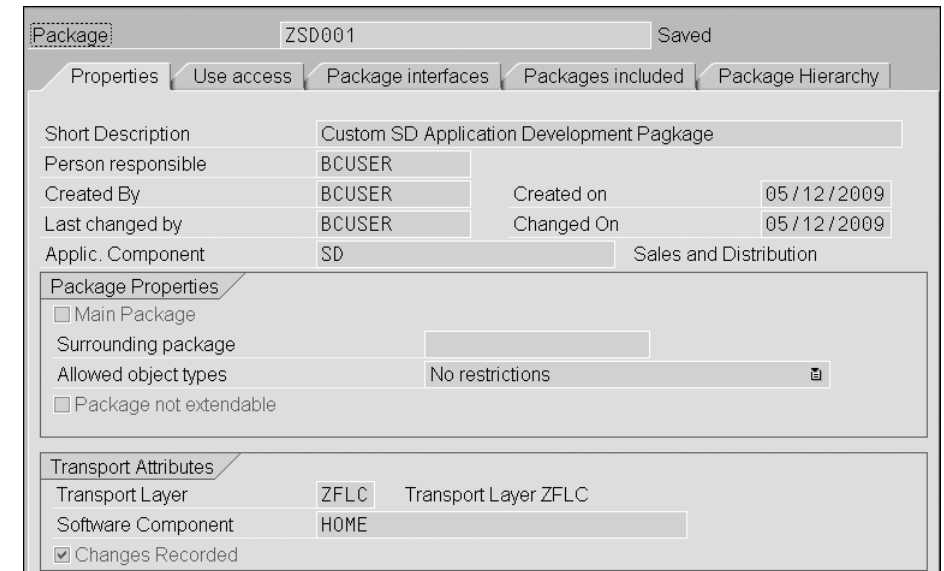 Package ZSD001 Saved
Properties Use access Package interfaces Packages included Package Hierarchy
Short Description Custom SD Application Development Pagkage
Person responsible BCUSER
Created By BCUSER Created on 05/12/2009
Last changed by BCUSER Changed On 05/12/2009
Applic. Component SD Sales and Distribution
Package Properties
Main Package
Surrounding package
Allowed object types No restrictions
Package not extendable
Transport Attributes
Transport Layer ZFLC Transport Layer ZFLC
Software Component HOME
Changes Recorded